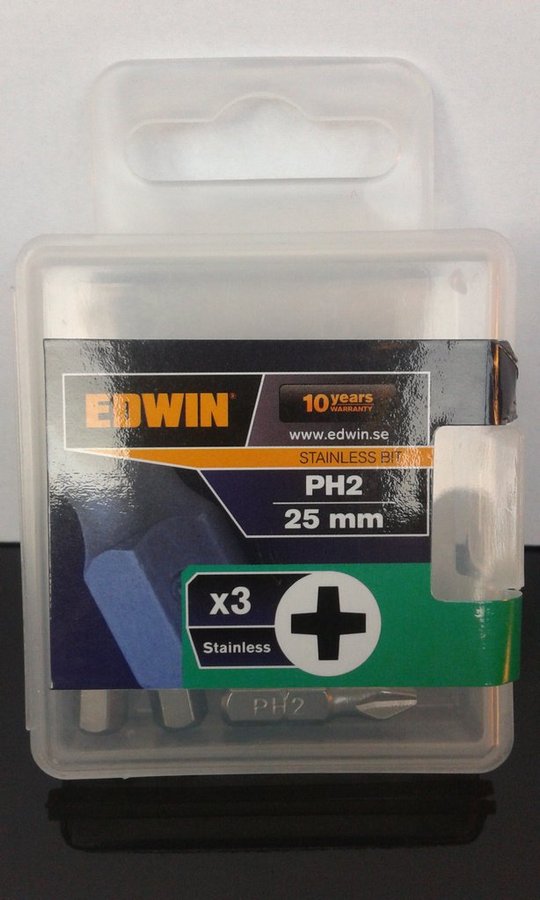 EDWIN®
10 years
WARRANTY
www.edwin.se
STAINLESS BIT
PH2
25 mm
x3
Stainless
PH2